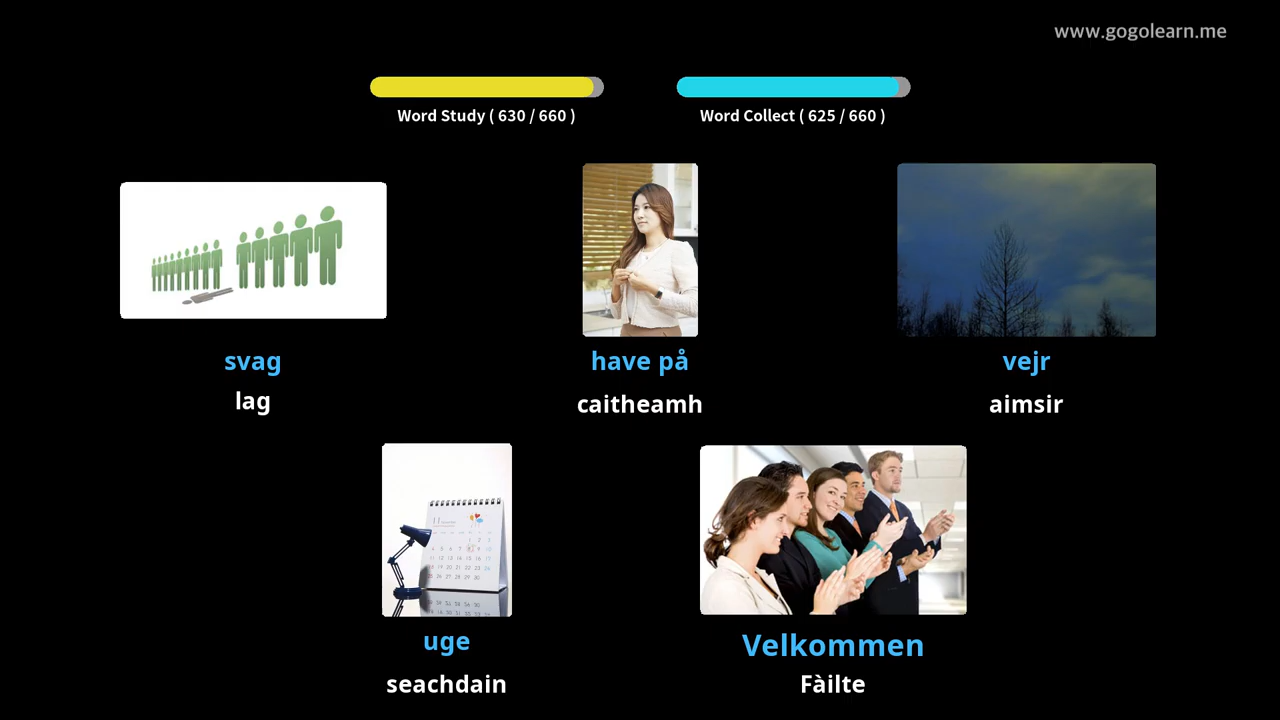 www.gogolearn.me
Word Study ( 630 / 660 )
Word Collect ( 625 / 660 )
svag
lag
have på
caitheamh
vejr
aimsir
uge
seachdain
Velkommen
Fàilte